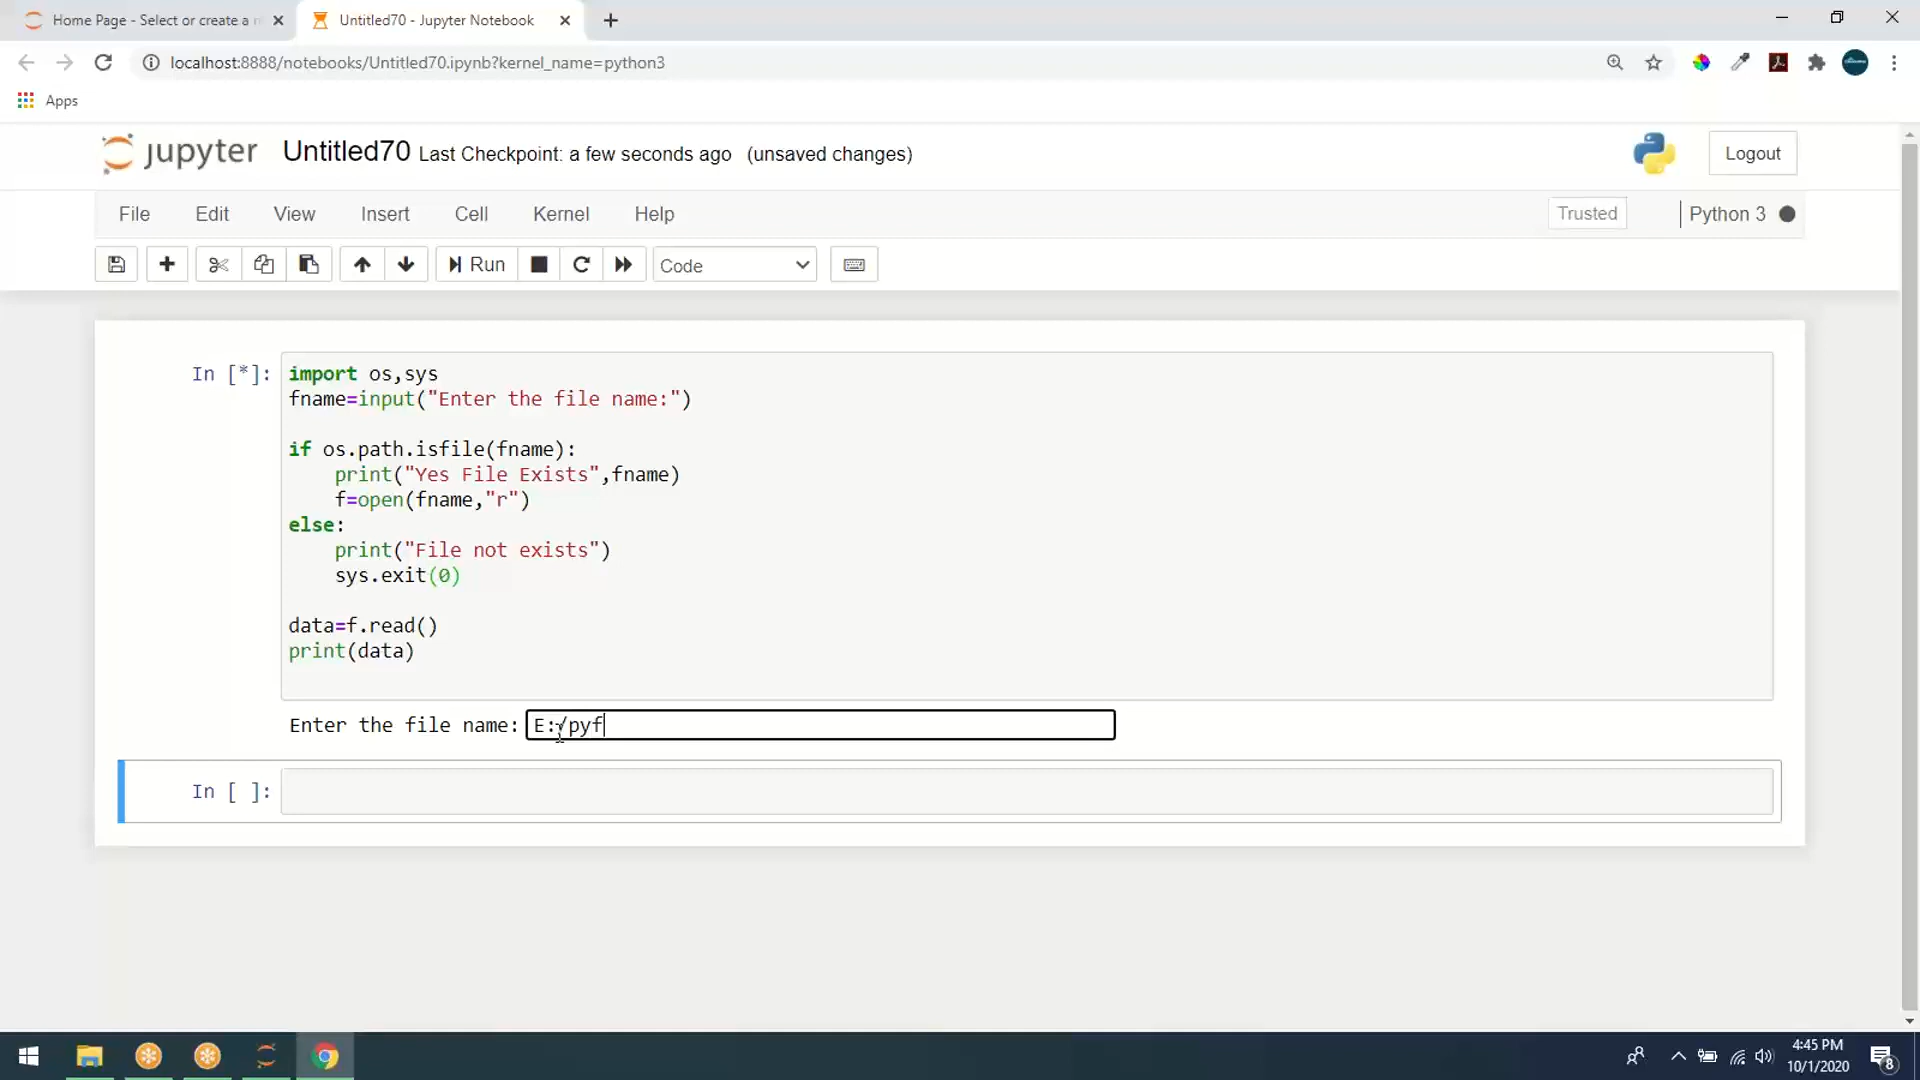 Home Page - Select or create a n
Untitled70 - Jupyter Notebook
localhost:8888/notebooks/Untitled70.ipynb?kernel_name=python3
Apps
jupyter Untitled70 Last Checkpoint: a few seconds ago (unsaved changes)
Logout
File Edit View Insert Cell Kernel Help
Trusted
Python 3
Run
Code
In [*]:
import os,sys
fname=input("Enter the file name:")
if os.path.isfile(fname):
    print("Yes File Exists",fname)
    f=open(fname,"r")
else:
    print("File not exists")
    sys.exit(0)
data=f.read()
print(data)
Enter the file name: E:/pyf
In [ ]:
4:45 PM
10/1/2020
8